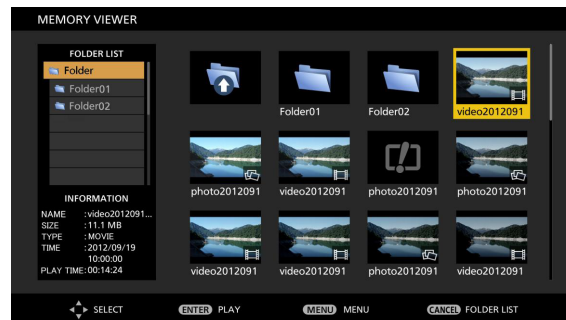 MEMORY VIEWER
FOLDER LIST
Folder
Folder01
Folder02
INFORMATION
NAME :video2012091...
SIZE :11.1 MB
TYPE :MOVIE
TIME :2012/09/19
10:00:00
PLAY TIME:00:14:24
Folder01 Folder02 video2012091
photo2012091 video2012091 photo2012091 photo2012091
video2012091 video2012091 photo2012091 video2012091
SELECT ENTER PLAY MENU MENU CANCEL FOLDER LIST